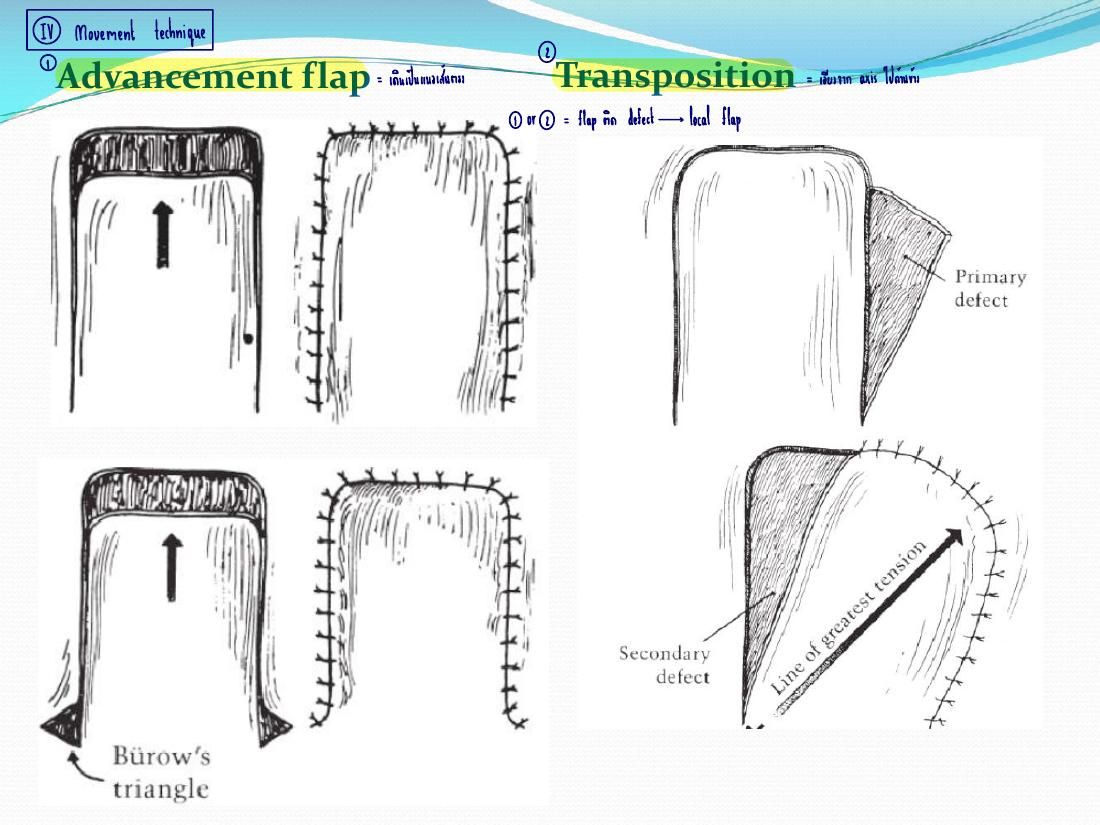 IV Movement technique
① Advancement flap = เดินเป็นแนวเส้นตรง
② Transposition = เอียงจาก axis ไปด้านข้าง
① or ② = flap ติด defect → local flap
Primary
defect
Line of greatest tension
Secondary
defect
Bürow's
triangle